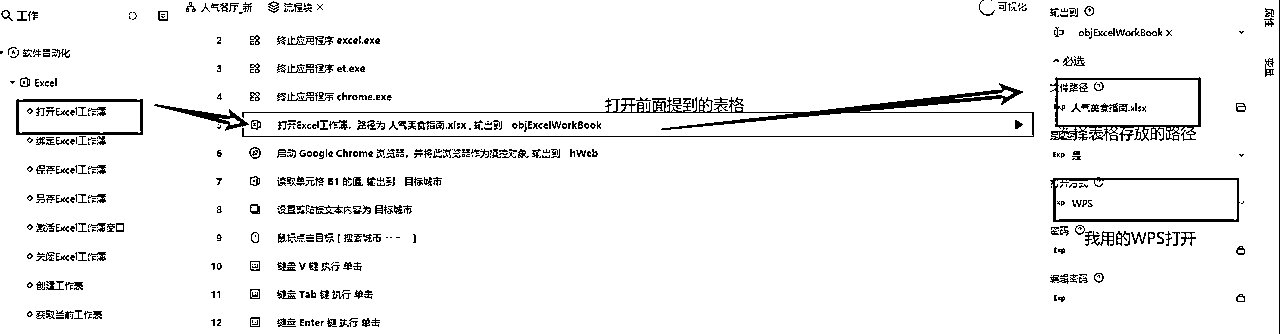 工作
人气餐厅_新
流程块 ×
可视化
软件自动化
Excel
打开Excel工作簿
绑定Excel工作簿
保存Excel工作簿
另存Excel工作簿
激活Excel工作簿窗口
关闭Excel工作簿
创建工作表
获取当前工作表
2 终止应用程序 excel.exe
3 终止应用程序 et.exe
4 终止应用程序 chrome.exe
打开前面提到的表格
5 打开Excel工作簿，路径为 人气美食指南.xlsx , 输出到 objExcelWorkBook
6 启动 Google Chrome 浏览器，并将此浏览器作为操控对象, 输出到 hWeb
7 读取单元格 B1 的值, 输出到 目标城市
8 设置剪贴板文本内容为 目标城市
9 鼠标点击目标 [ 搜索城市 ]
10 键盘 V 键 执行 单击
11 键盘 Tab 键 执行 单击
12 键盘 Enter 键 执行 单击
输出到
objExcelWorkBook ×
必选
文件路径
Exp 人气美食指南.xlsx
选择表格存放的路径
Exp 是
打开方式
Exp WPS
密码
我用的WPS打开
Exp
编辑密码
Exp
属性
变量